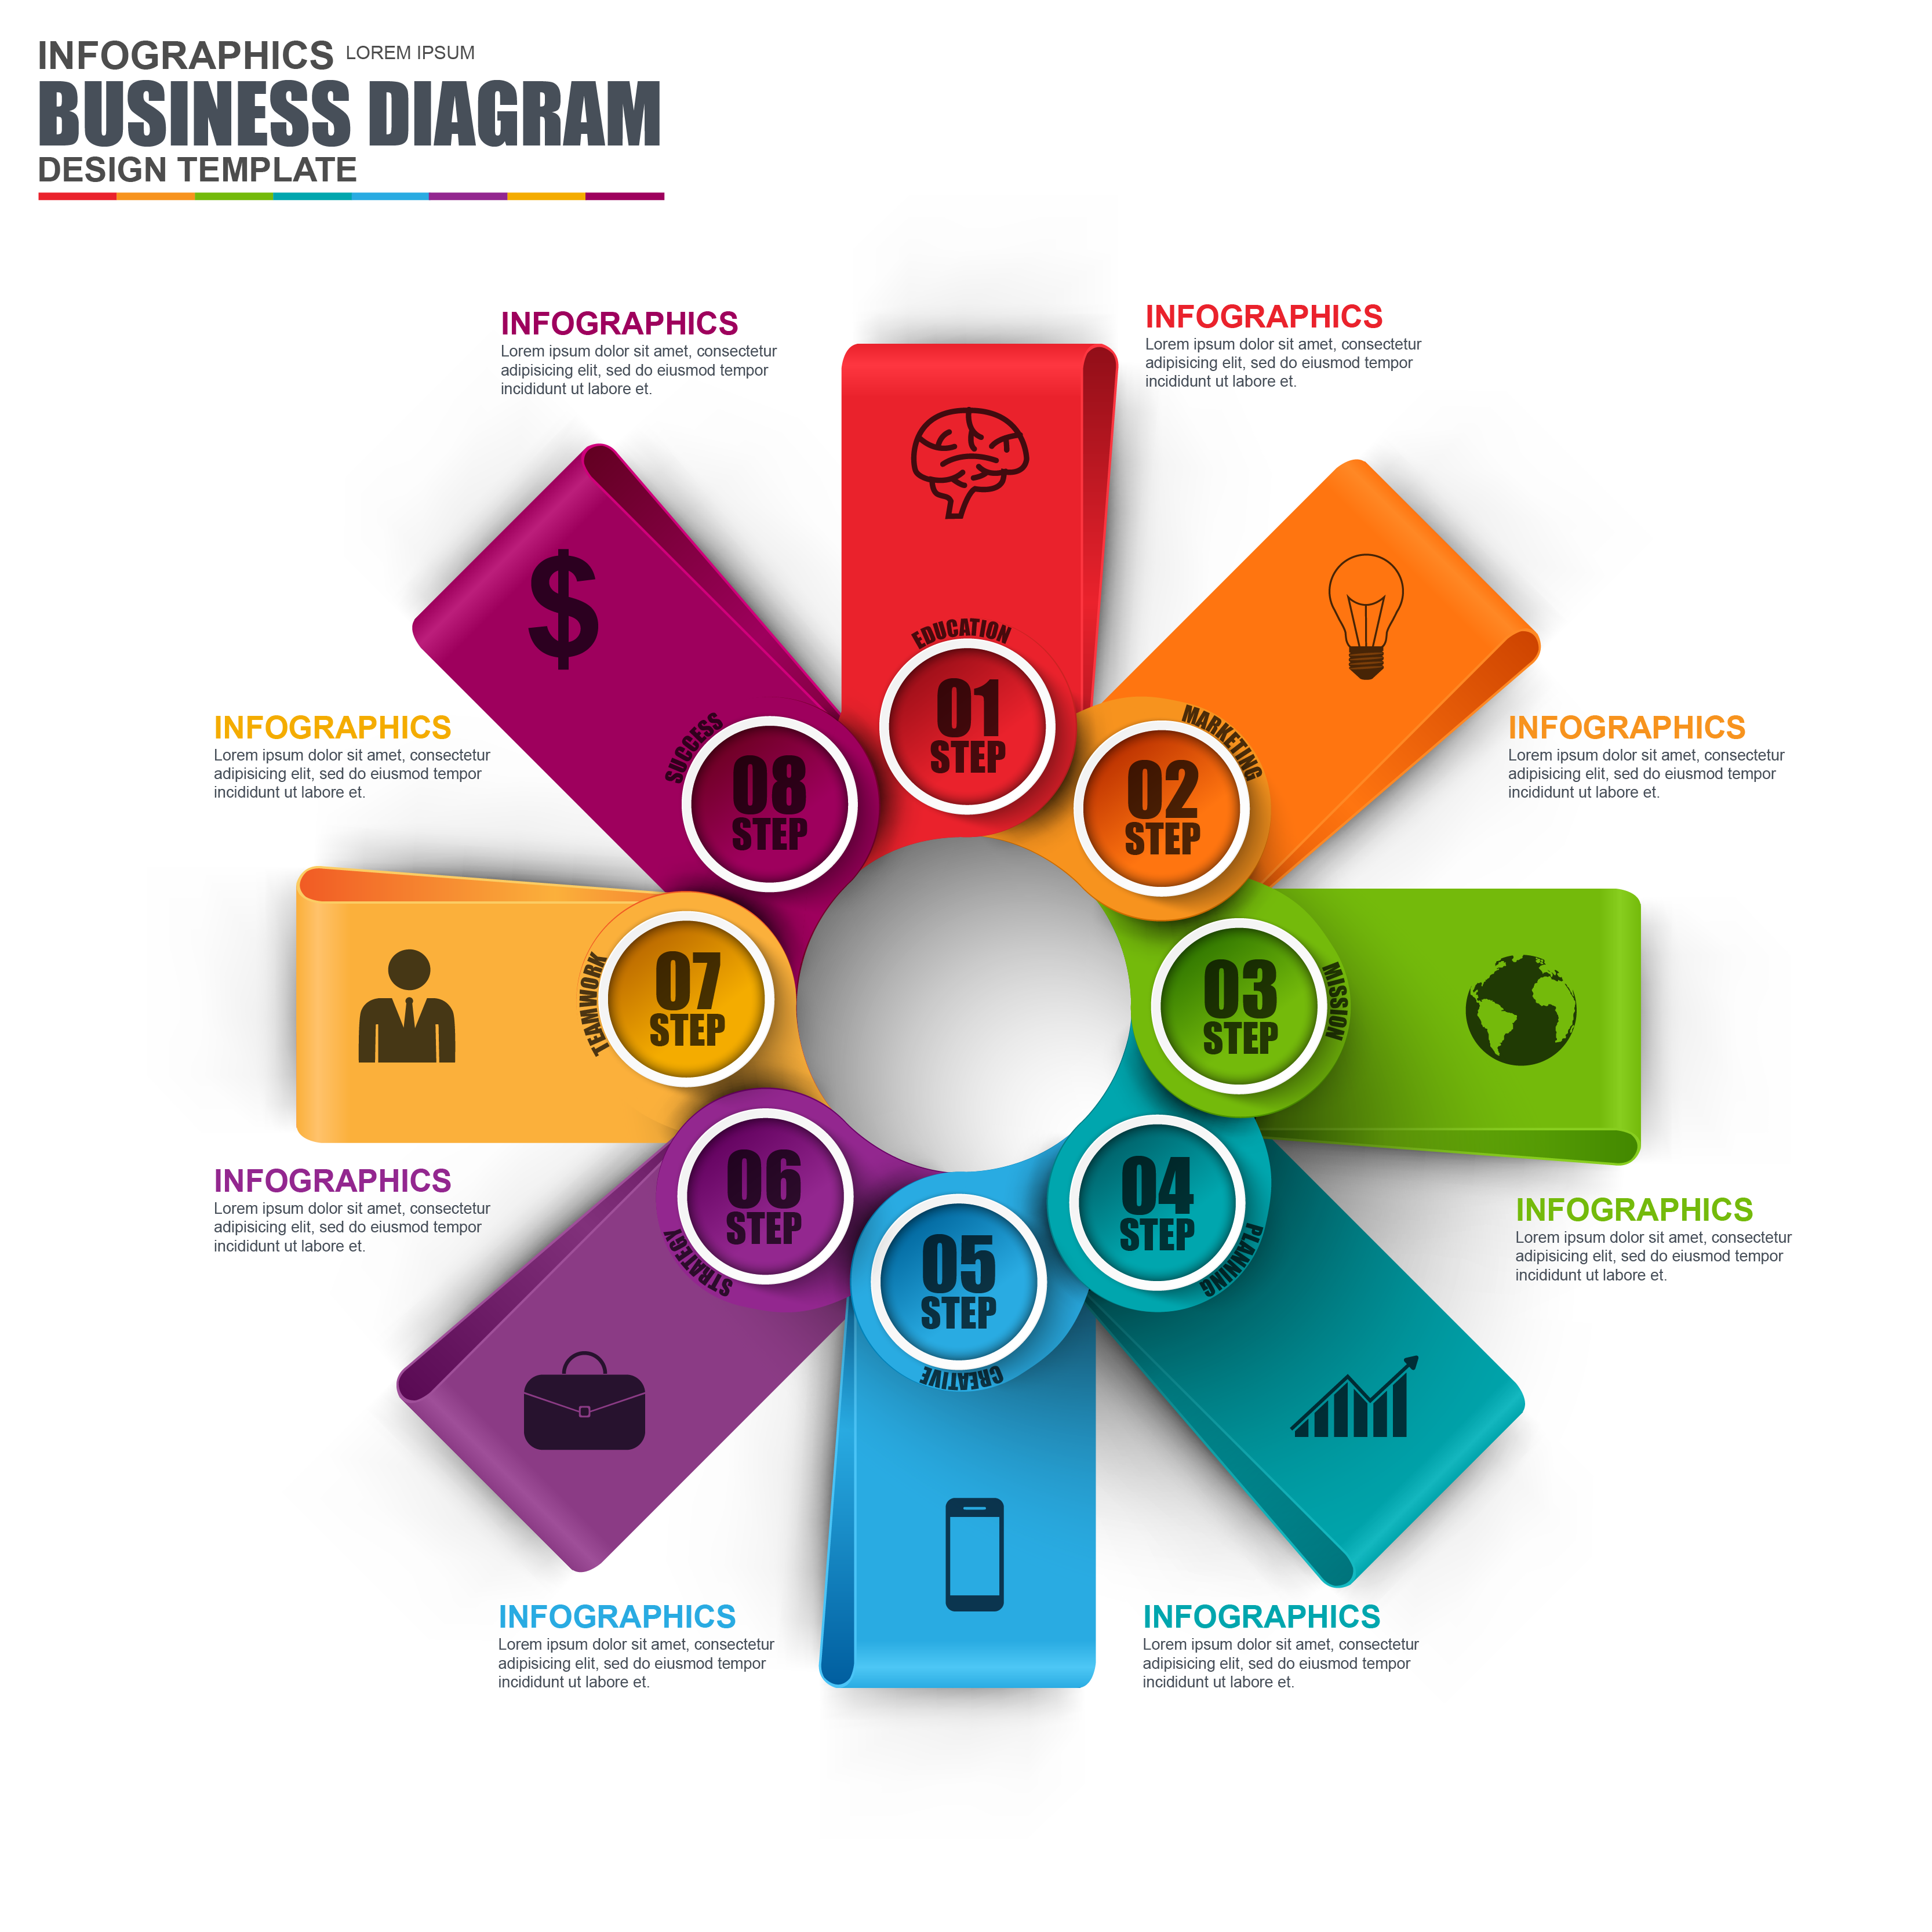 INFOGRAPHICS LOREM IPSUM
BUSINESS DIAGRAM
DESIGN TEMPLATE
INFOGRAPHICS
Lorem ipsum dolor sit amet, consectetur
adipisicing elit, sed do eiusmod tempor
incididunt ut labore et.
EDUCATION
01
STEP
INFOGRAPHICS
Lorem ipsum dolor sit amet, consectetur
adipisicing elit, sed do eiusmod tempor
incididunt ut labore et.
MARKETING
02
STEP
INFOGRAPHICS
Lorem ipsum dolor sit amet, consectetur
adipisicing elit, sed do eiusmod tempor
incididunt ut labore et.
MISSION
03
STEP
INFOGRAPHICS
Lorem ipsum dolor sit amet, consectetur
adipisicing elit, sed do eiusmod tempor
incididunt ut labore et.
PLANNING
04
STEP
INFOGRAPHICS
Lorem ipsum dolor sit amet, consectetur
adipisicing elit, sed do eiusmod tempor
incididunt ut labore et.
CREATIVE
05
STEP
INFOGRAPHICS
Lorem ipsum dolor sit amet, consectetur
adipisicing elit, sed do eiusmod tempor
incididunt ut labore et.
STRATEGY
06
STEP
INFOGRAPHICS
Lorem ipsum dolor sit amet, consectetur
adipisicing elit, sed do eiusmod tempor
incididunt ut labore et.
TEAMWORK
07
STEP
INFOGRAPHICS
Lorem ipsum dolor sit amet, consectetur
adipisicing elit, sed do eiusmod tempor
incididunt ut labore et.
$
SUCCESS
08
STEP